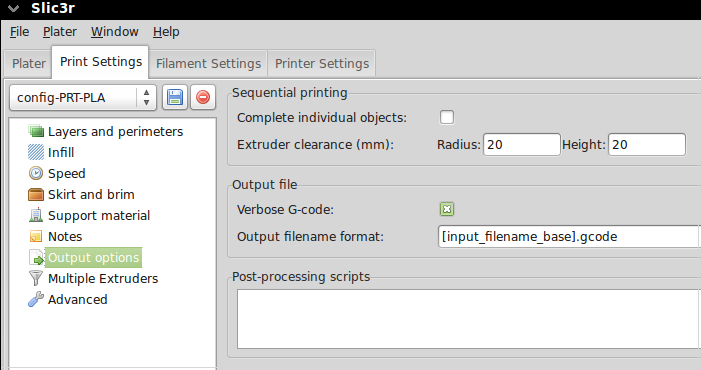 Slic3r
File Plater Window Help
Plater Print Settings Filament Settings Printer Settings
config-PRT-PLA
Layers and perimeters
Infill
Speed
Skirt and brim
Support material
Notes
Output options
Multiple Extruders
Advanced
Sequential printing
Complete individual objects:
Extruder clearance (mm): Radius: 20 Height: 20
Output file
Verbose G-code:
Output filename format: [input_filename_base].gcode
Post-processing scripts